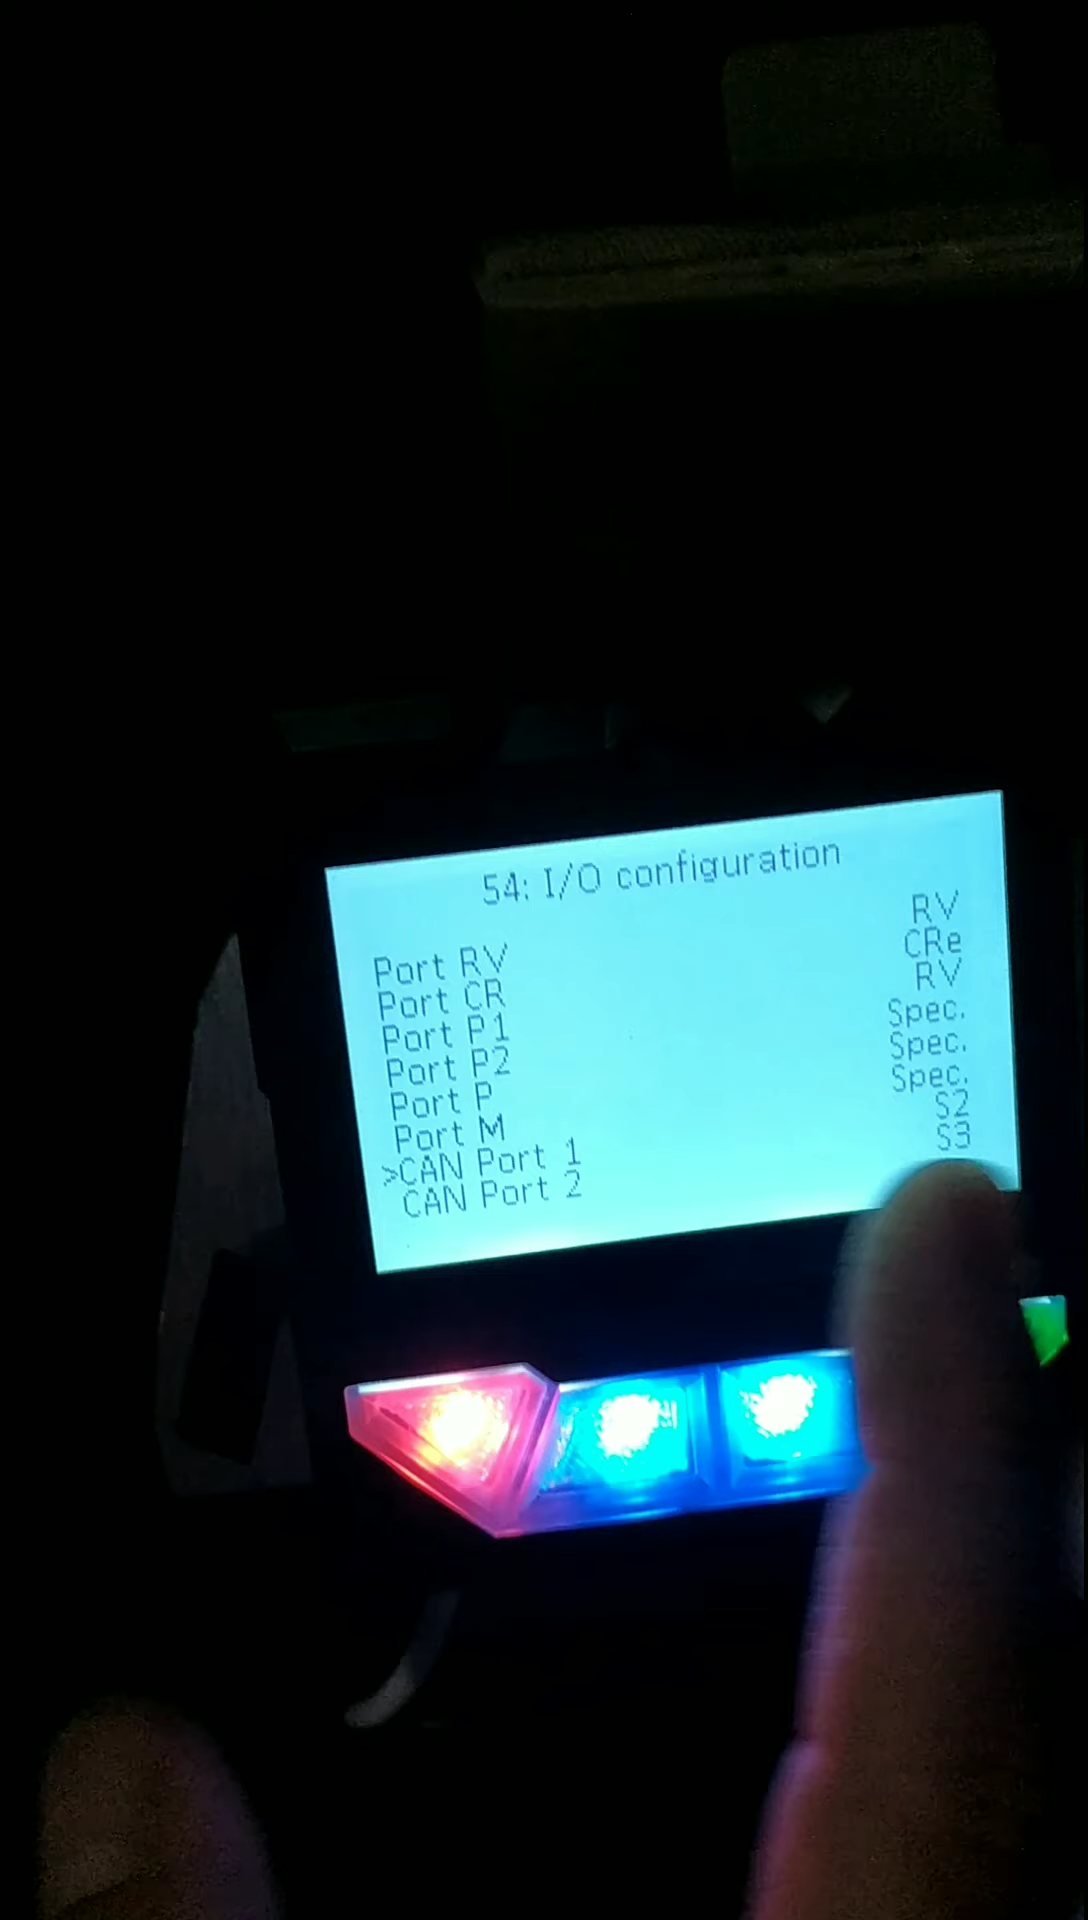 54: I/O configuration
Port RV RV
Port CR CRe
Port P1 RV
Port P2 Spec.
Port P Spec.
Port M Spec.
>CAN Port 1 S2
CAN Port 2 S3